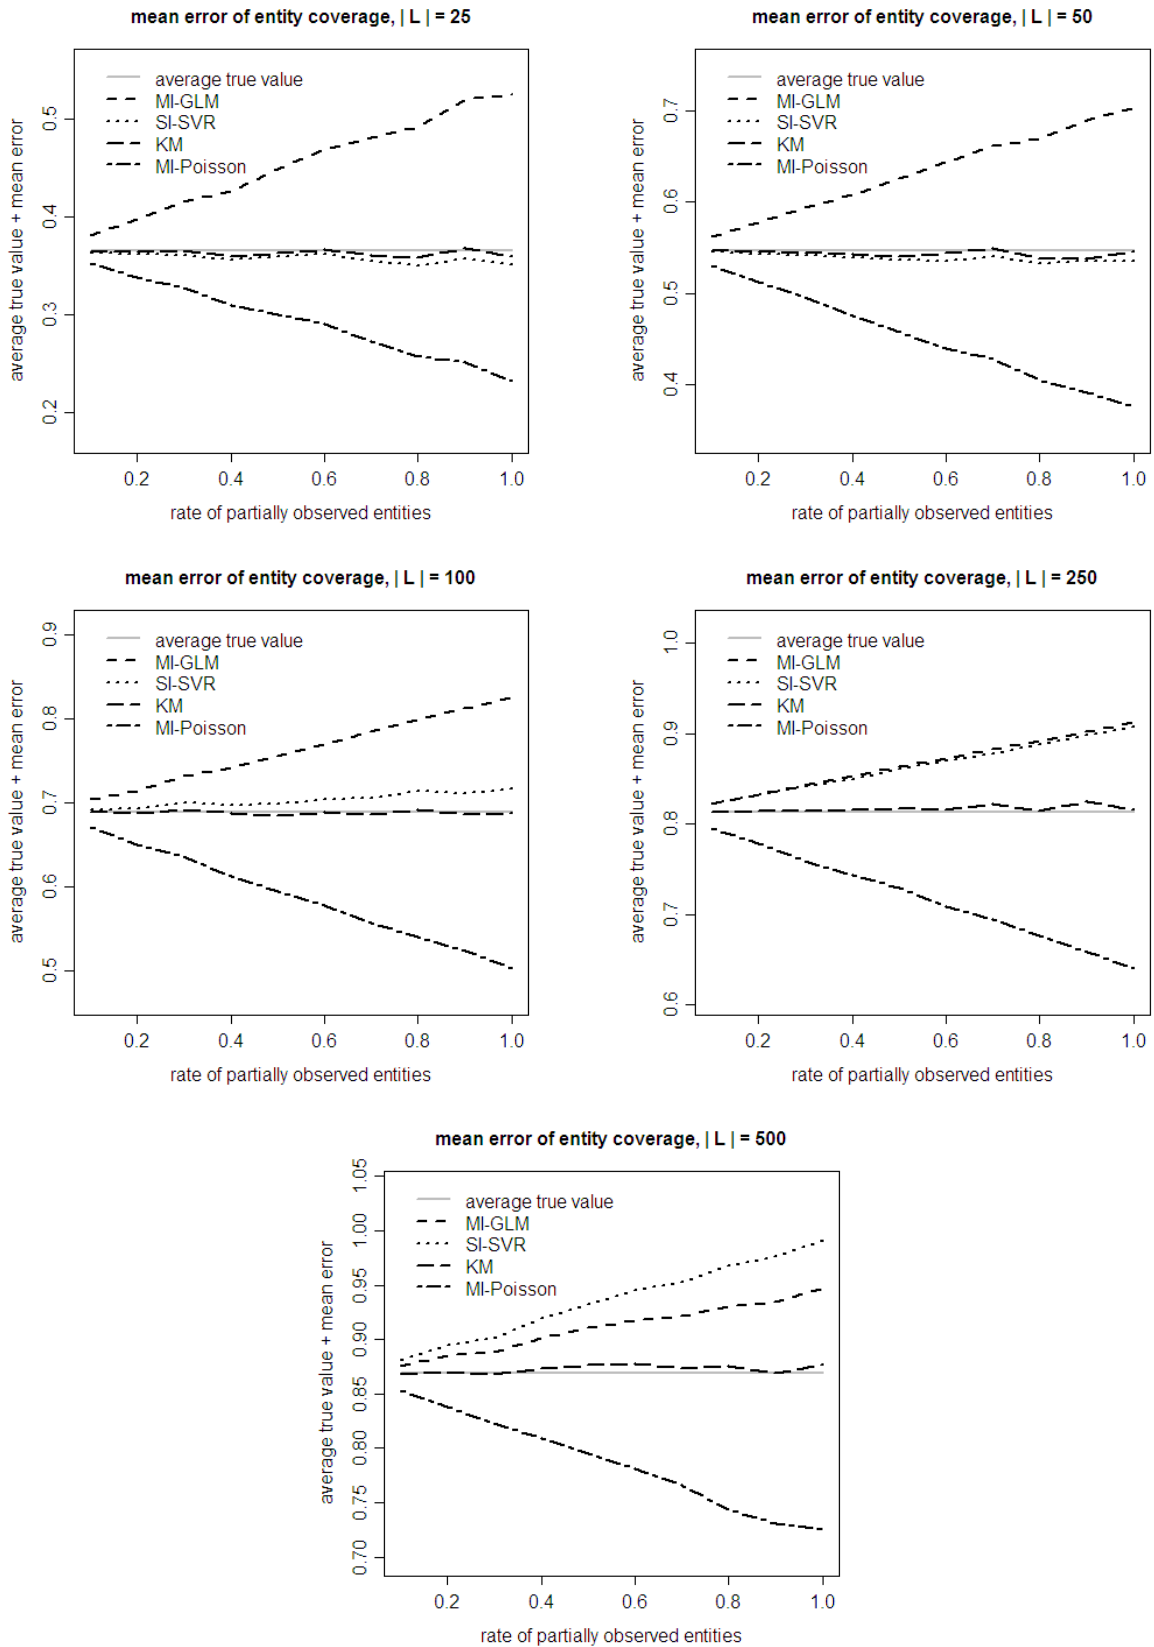 mean error of entity coverage, | L | = 25
average true value
MI-GLM
SI-SVR
KM
MI-Poisson
average true value + mean error
0.5
0.4
0.3
0.2
0.2 0.4 0.6 0.8 1.0
rate of partially observed entities
mean error of entity coverage, | L | = 50
average true value
MI-GLM
SI-SVR
KM
MI-Poisson
average true value + mean error
0.7
0.6
0.5
0.4
0.2 0.4 0.6 0.8 1.0
rate of partially observed entities
mean error of entity coverage, | L | = 100
average true value
MI-GLM
SI-SVR
KM
MI-Poisson
average true value + mean error
0.9
0.8
0.7
0.6
0.5
0.2 0.4 0.6 0.8 1.0
rate of partially observed entities
mean error of entity coverage, | L | = 250
average true value
MI-GLM
SI-SVR
KM
MI-Poisson
average true value + mean error
1.0
0.9
0.8
0.7
0.6
0.2 0.4 0.6 0.8 1.0
rate of partially observed entities
mean error of entity coverage, | L | = 500
average true value
MI-GLM
SI-SVR
KM
MI-Poisson
average true value + mean error
1.05
1.00
0.95
0.90
0.85
0.80
0.75
0.70
0.2 0.4 0.6 0.8 1.0
rate of partially observed entities